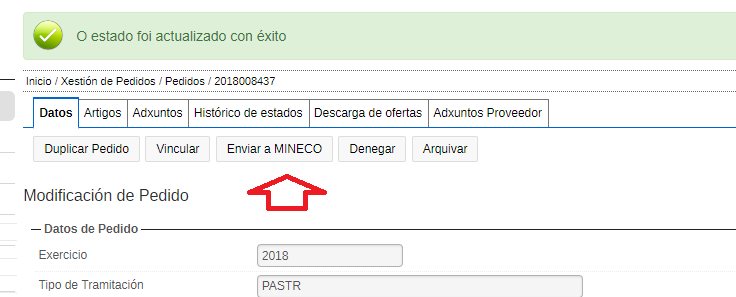 O estado foi actualizado con éxito
Inicio / Xestión de Pedidos / Pedidos / 2018008437
Datos Artigos Adxuntos Histórico de estados Descarga de ofertas Adxuntos Proveedor
Duplicar Pedido Vincular Enviar a MINECO Denegar Arquivar
Modificación de Pedido
Datos de Pedido
Exercicio 2018
Tipo de Tramitación PASTR